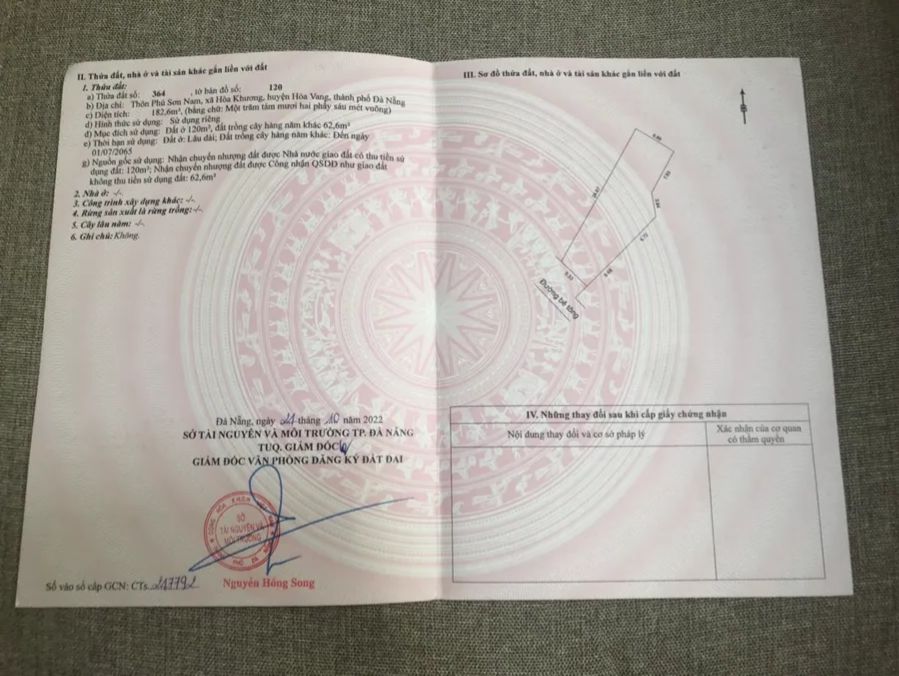 II. Thửa đất, nhà ở và tài sản khác gắn liền với đất
1. Thửa đất:
a) Thửa đất số: 364 , tờ bản đồ số: 120
b) Địa chỉ: Thôn Phú Sơn Nam, xã Hòa Khương, huyện Hòa Vang, thành phố Đà Nẵng
c) Diện tích: 182,6m², (bằng chữ: Một trăm tám mươi hai phẩy sáu mét vuông)
d) Hình thức sử dụng: Sử dụng riêng
đ) Mục đích sử dụng: Đất ở 120m², đất trồng cây hàng năm khác 62,6m²
e) Thời hạn sử dụng: Đất ở: Lâu dài; Đất trồng cây hàng năm khác: Đến ngày
01/07/2065
g) Nguồn gốc sử dụng: Nhận chuyển nhượng đất được Nhà nước giao đất có thu tiền sử
dụng đất: 120m²; Nhận chuyển nhượng đất được Công nhận QSDĐ như giao đất
không thu tiền sử dụng đất: 62,6m²
2. Nhà ở: -/-
3. Công trình xây dựng khác: -/-
4. Rừng sản xuất là rừng trồng: -/-
5. Cây lâu năm: -/-
6. Ghi chú: Không.
Đà Nẵng, ngày 21 tháng 10 năm 2022
SỞ TÀI NGUYÊN VÀ MÔI TRƯỜNG TP. ĐÀ NẴNG
TUQ. GIÁM ĐỐC
GIÁM ĐỐC VĂN PHÒNG ĐĂNG KÝ ĐẤT ĐAI
SỞ
TÀI NGUYÊN VÀ
MÔI TRƯỜNG
Nguyễn Hồng Song
Số vào sổ cấp GCN: CTs
III. Sơ đồ thửa đất, nhà ở và tài sản khác gắn liền với đất
Đường bê tông
IV. Những thay đổi sau khi cấp giấy chứng nhận
Nội dung thay đổi và cơ sở pháp lý
Xác nhận của cơ quan
có thẩm quyền